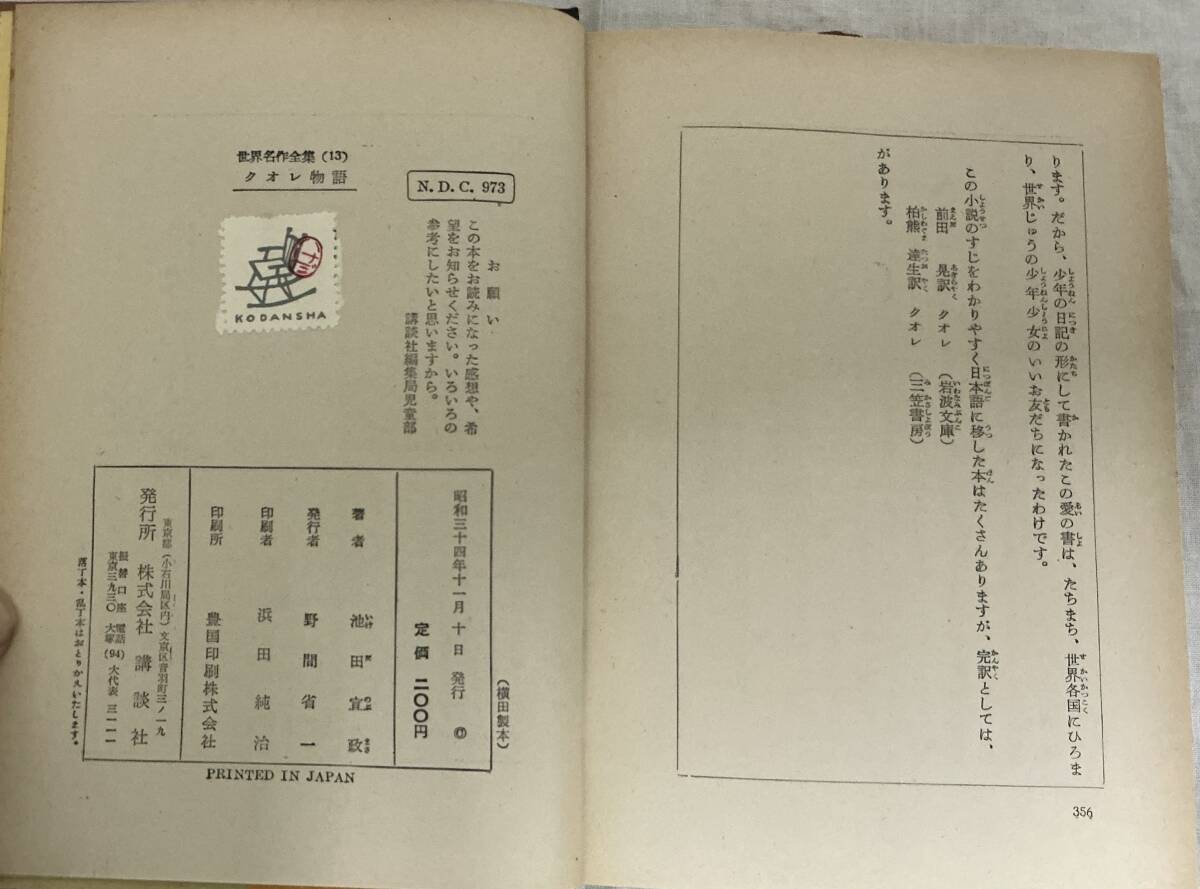 ります。だから、少年の日記の形にして書かれたこの愛の書は、たちまち、世界各国にひろま
り、世界じゅうの少年少女のいいお友だちになったわけです。
この小説のすじをわかりやすく日本語に移した本はたくさんありますが、完訳としては、
前田 晃訳 クオレ (岩波文庫)
柏熊 達生訳 クオレ (三笠書房)
があります。
356
世界名作全集(13)
クオレ物語
KODANSHA
N. D. C. 973
お願い
この本をお読みになった感想や、希
望をお知らせください。いろいろの
参考にしたいと思いますから。
講談社編集局児童部
(横田製本)
昭和三十四年十一月 十日 発行
定価 二〇〇円
著者 池田宣政
発行者 野間省一
印刷者 浜田純治
印刷所 豊国印刷株式会社
東京都(小石川局区内)文京区音羽町三ノ一九
発行所 株式会社 講談社
振替口座 東京三九三〇 電話 大塚(94)大代表 三一一一
落丁本・乱丁本はおとりかえいたします。
PRINTED IN JAPAN